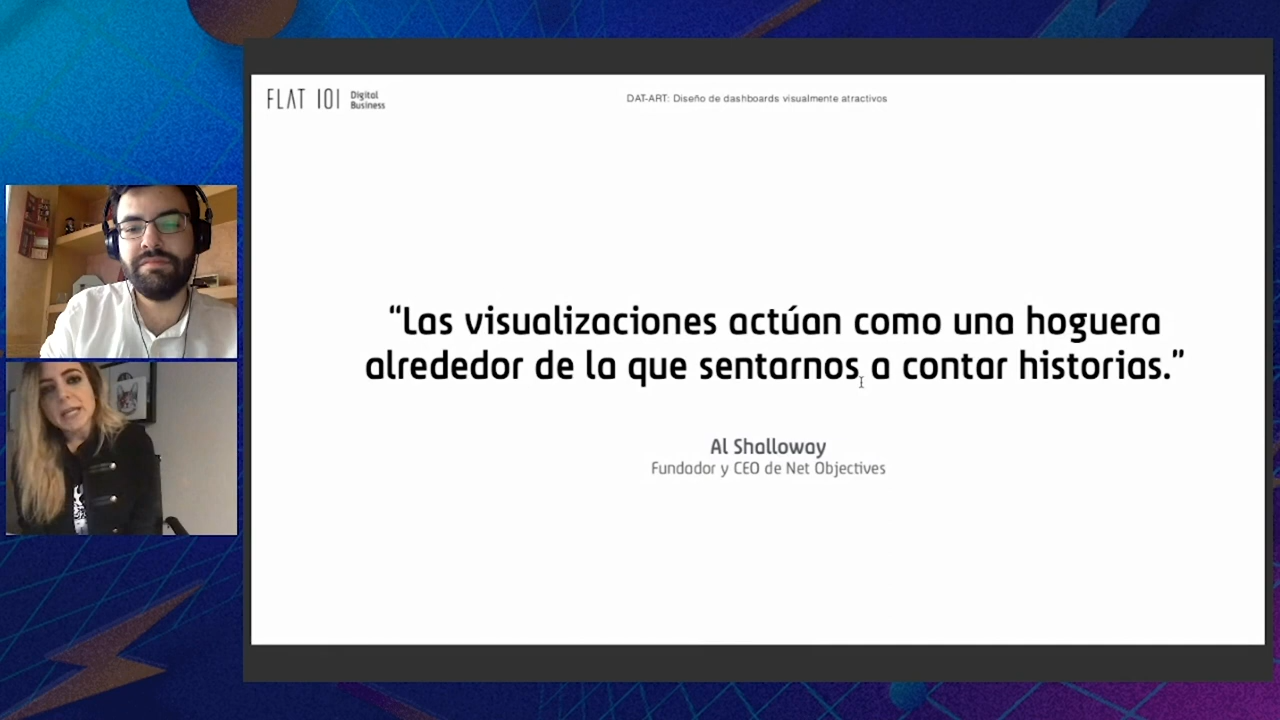 FLAT 101 Digital Business
DAT-ART: Diseño de dashboards visualmente atractivos
“Las visualizaciones actúan como una hoguera
alrededor de la que sentarnos a contar historias.”
Al Shalloway
Fundador y CEO de Net Objectives